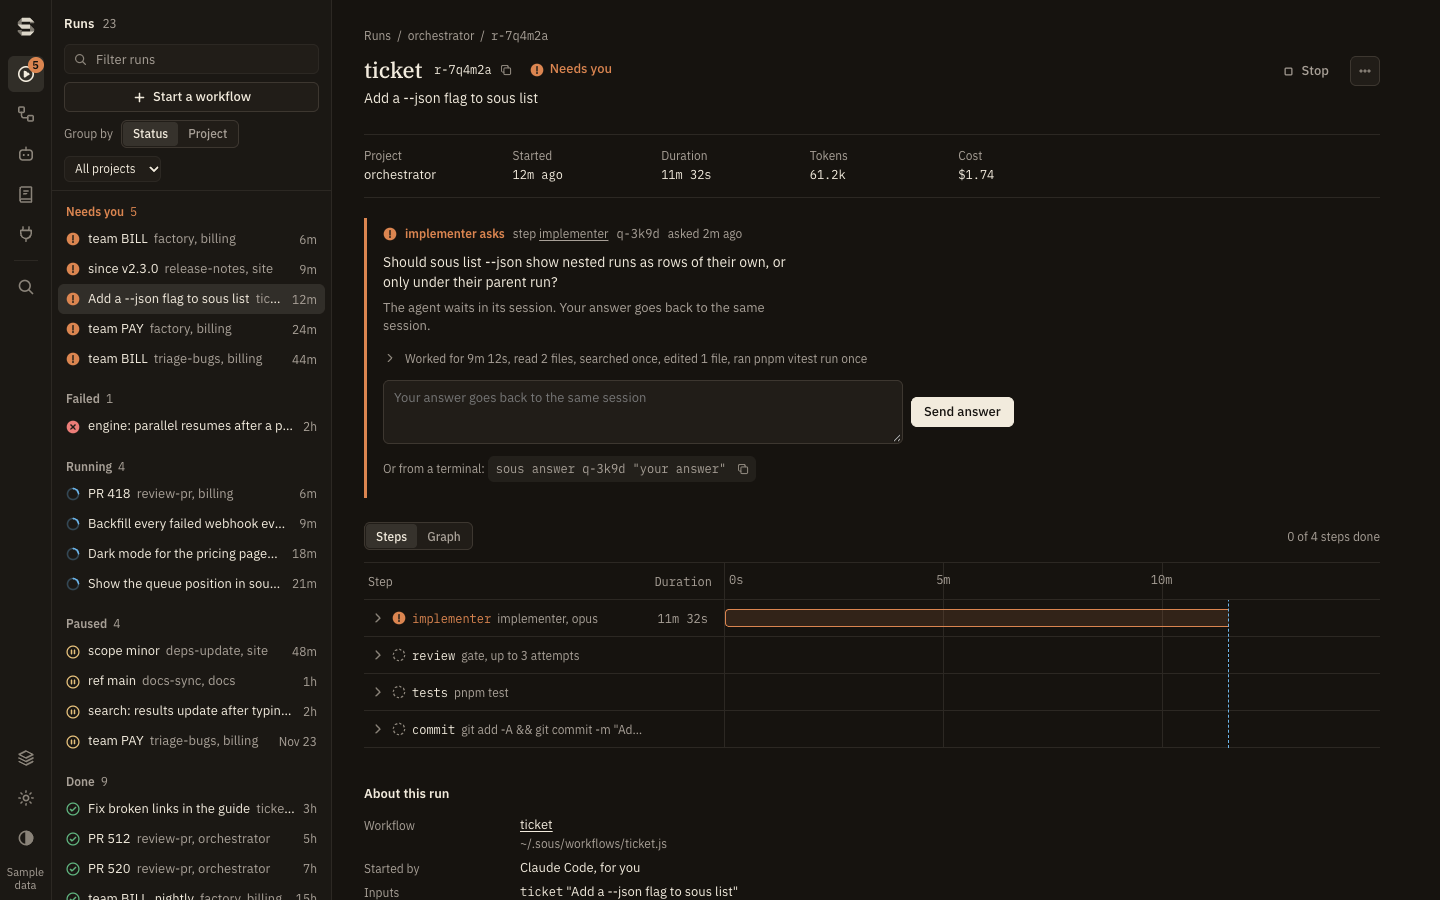 Runs 23
5
Filter runs
Start a workflow
Group by Status Project
All projects
Needs you 5
team BILL factory, billing 6m
since v2.3.0 release-notes, site 9m
Add a --json flag to sous list tic... 12m
team PAY factory, billing 24m
team BILL triage-bugs, billing 44m
Failed 1
engine: parallel resumes after a p... 2h
Running 4
PR 418 review-pr, billing 6m
Backfill every failed webhook ev... 9m
Dark mode for the pricing page... 18m
Show the queue position in sou... 21m
Paused 4
scope minor deps-update, site 48m
ref main docs-sync, docs 1h
search: results update after typin... 2h
team PAY triage-bugs, billing Nov 23
Done 9
Fix broken links in the guide ticke... 3h
PR 512 review-pr, orchestrator 5h
PR 520 review-pr, orchestrator 7h
team BILL, nightly factory, billing 15h
Sample
data
Runs / orchestrator / r-7q4m2a
ticket r-7q4m2a Needs you
Stop
Add a --json flag to sous list
Project Started Duration Tokens Cost
orchestrator 12m ago 11m 32s 61.2k $1.74
implementer asks step implementer q-3k9d asked 2m ago
Should sous list --json show nested runs as rows of their own, or
only under their parent run?
The agent waits in its session. Your answer goes back to the same
session.
Worked for 9m 12s, read 2 files, searched once, edited 1 file, ran pnpm vitest run once
Your answer goes back to the same session
Send answer
Or from a terminal: sous answer q-3k9d "your answer"
Steps Graph
0 of 4 steps done
Step Duration 0s 5m 10m
implementer implementer, opus 11m 32s
review gate, up to 3 attempts
tests pnpm test
commit git add -A && git commit -m "Ad...
About this run
Workflow ticket
~/.sous/workflows/ticket.js
Started by Claude Code, for you
Inputs ticket "Add a --json flag to sous list"